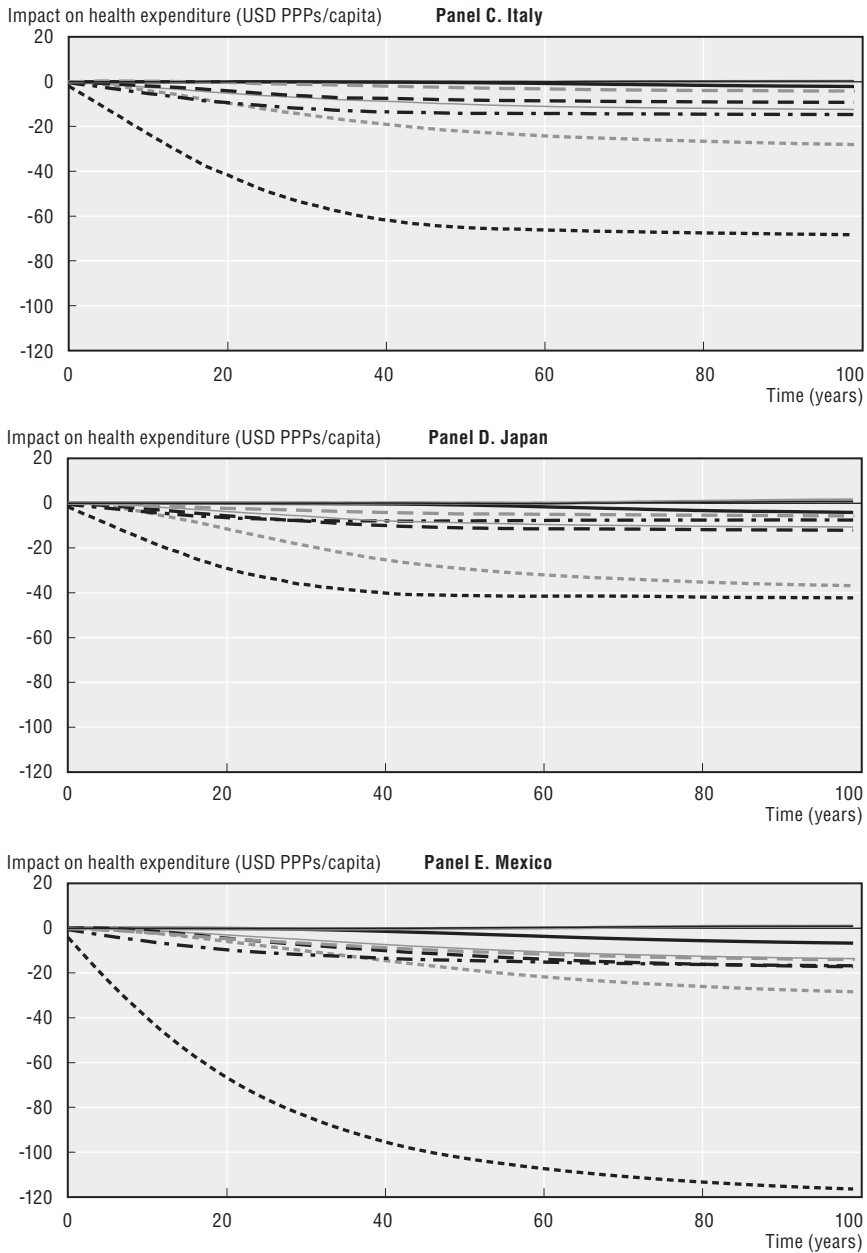 Impact on health expenditure (USD PPPs/capita) Panel C. Italy
20
0
-20
-40
-60
-80
-100
-120
0 20 40 60 80 100
Time (years)
Impact on health expenditure (USD PPPs/capita) Panel D. Japan
20
0
-20
-40
-60
-80
-100
-120
0 20 40 60 80 100
Time (years)
Impact on health expenditure (USD PPPs/capita) Panel E. Mexico
20
0
-20
-40
-60
-80
-100
-120
0 20 40 60 80 100
Time (years)